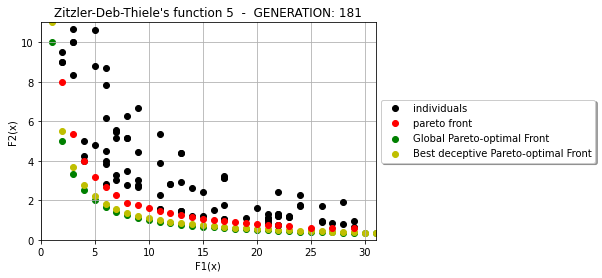 Zitzler-Deb-Thiele's function 5 - GENERATION: 181
10
8
6
4
2
0
F2(x)
0 5 10 15 20 25 30
F1(x)
individuals
pareto front
Global Pareto-optimal Front
Best deceptive Pareto-optimal Front